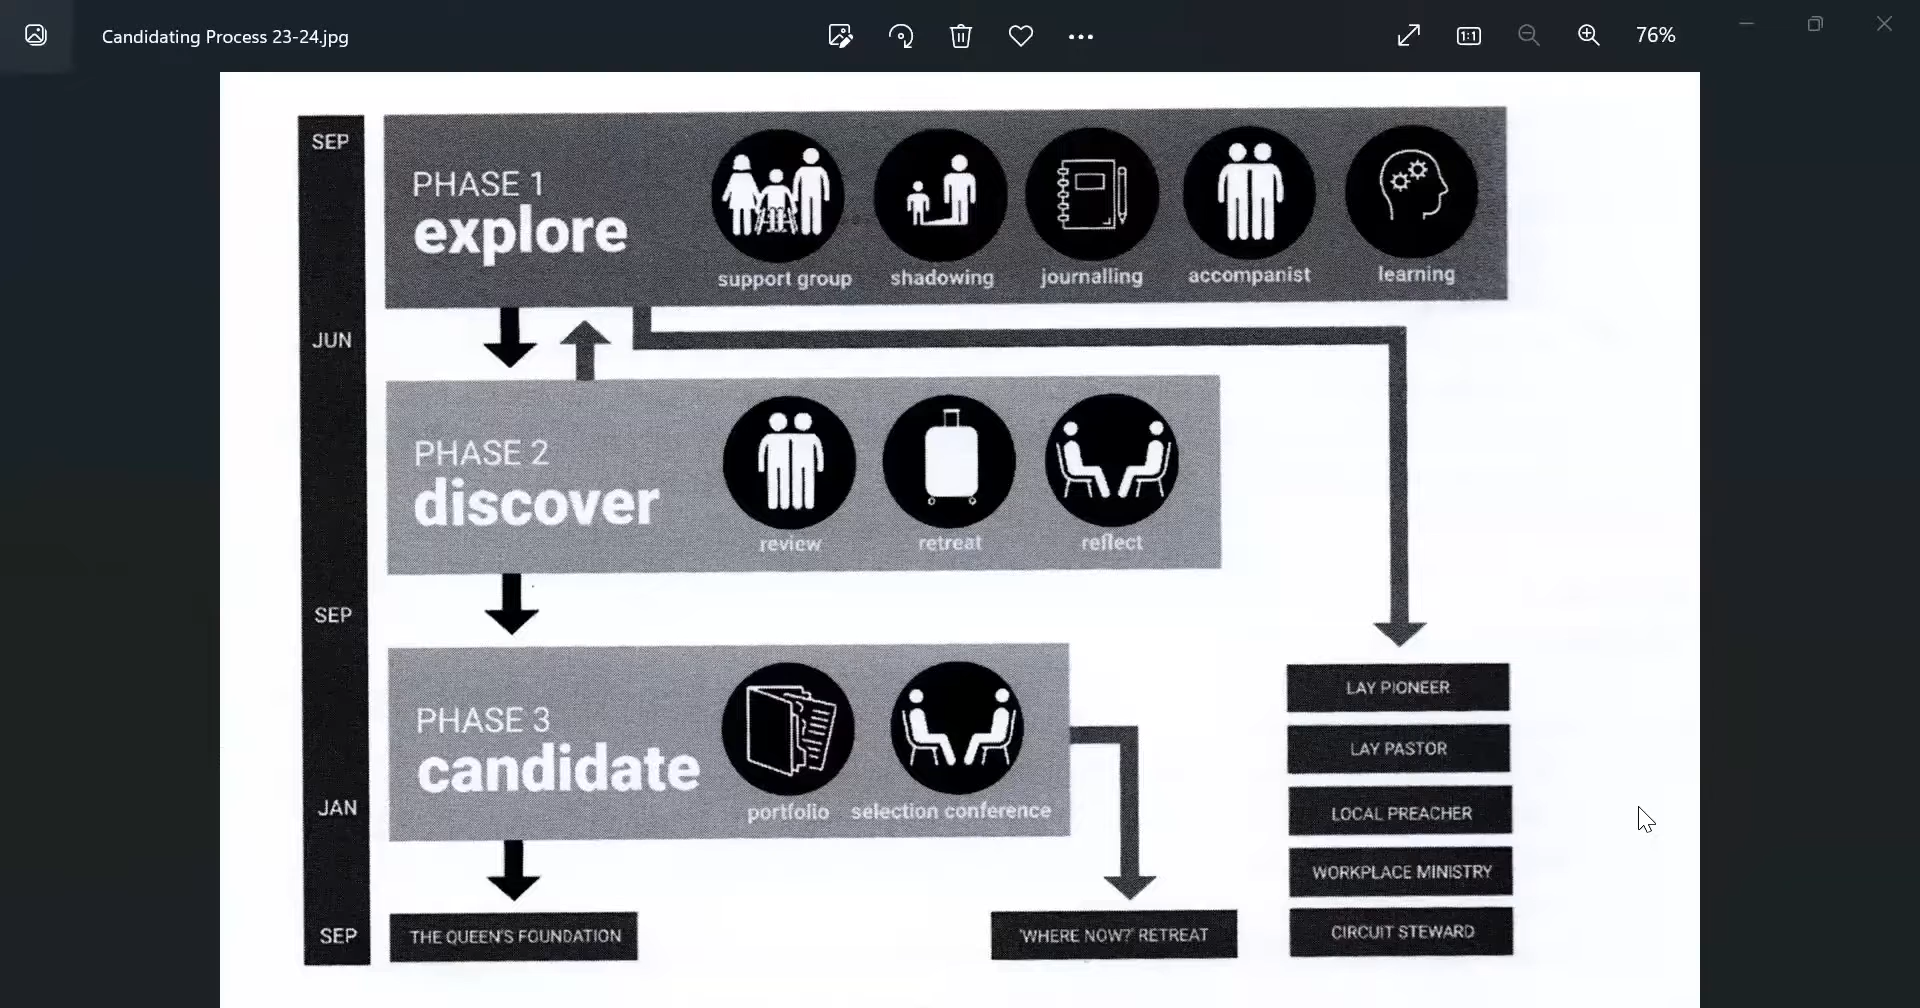 Candidating Process 23-24.jpg
76%
SEP
PHASE 1
explore
support group
shadowing
journalling
accompanist
learning
JUN
PHASE 2
discover
review
retreat
reflect
SEP
PHASE 3
candidate
portfolio
selection conference
JAN
LAY PIONEER
LAY PASTOR
LOCAL PREACHER
WORKPLACE MINISTRY
CIRCUIT STEWARD
SEP
THE QUEEN'S FOUNDATION
'WHERE NOW?' RETREAT